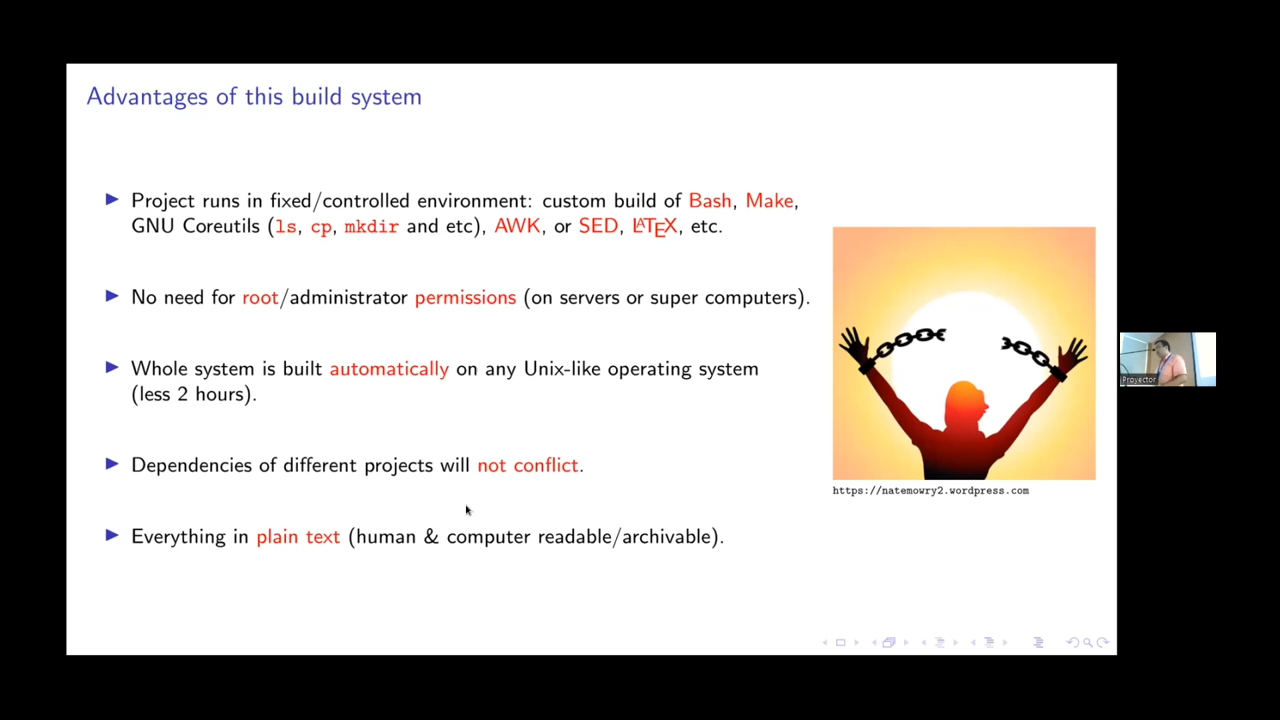 Advantages of this build system
Project runs in fixed/controlled environment: custom build of Bash, Make,
GNU Coreutils (ls, cp, mkdir and etc), AWK, or SED, LATEX, etc.
No need for root/administrator permissions (on servers or super computers).
Whole system is built automatically on any Unix-like operating system
(less 2 hours).
Dependencies of different projects will not conflict.
Everything in plain text (human & computer readable/archivable).
https://natemowry2.wordpress.com
Proyector